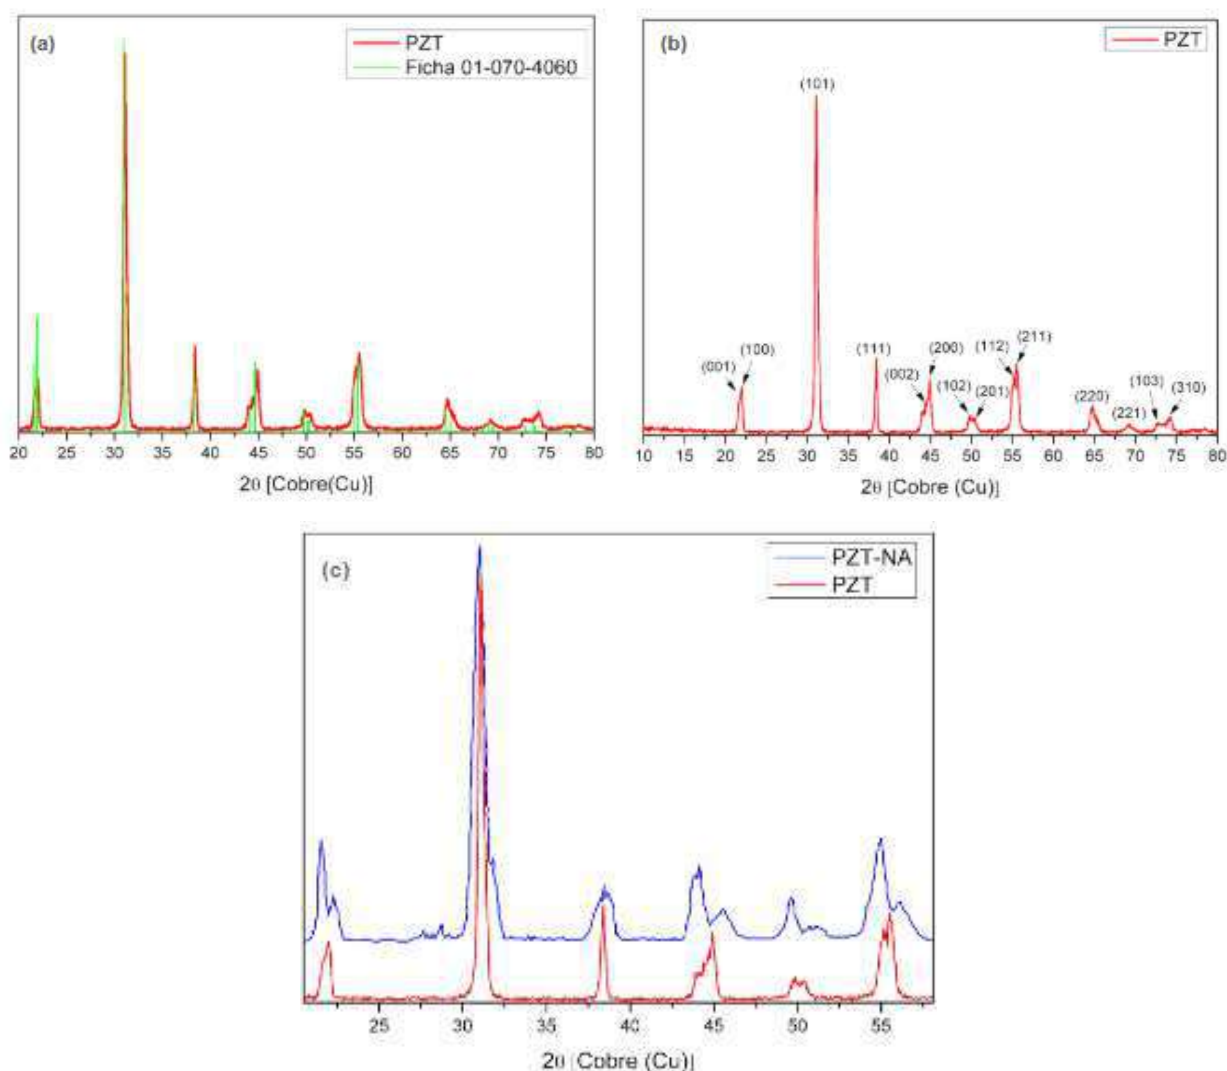 (a)
PZT
Ficha 01-070-4060
20 25 30 35 40 45 50 55 60 65 70 75 80
2θ [Cobre(Cu)]
(b)
PZT
(101)
(001)
(100)
(111)
(002)
(200)
(102)
(201)
(112)
(211)
(220)
(221)
(103)
(310)
10 15 20 25 30 35 40 45 50 55 60 65 70 75 80
2θ [Cobre (Cu)]
(c)
PZT-NA
PZT
25 30 35 40 45 50 55
2θ [Cobre (Cu)]